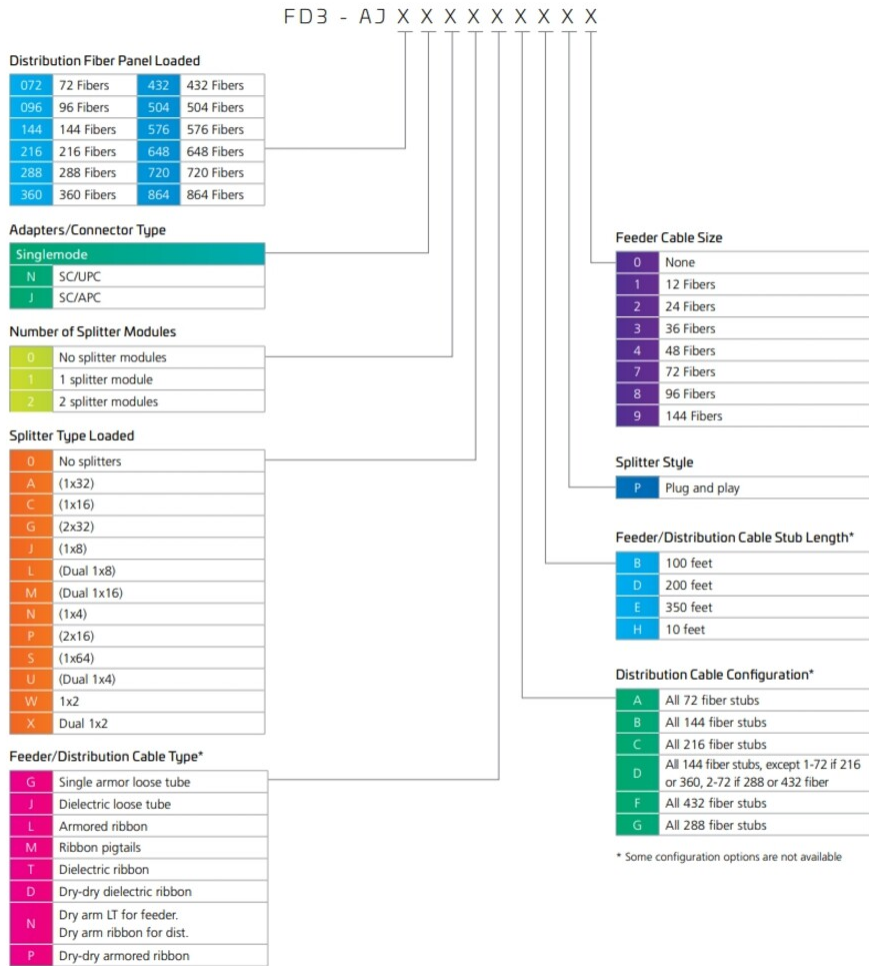 FD3 - AJ X X X X X X X X X
Distribution Fiber Panel Loaded
072 72 Fibers 432 432 Fibers
096 96 Fibers 504 504 Fibers
144 144 Fibers 576 576 Fibers
216 216 Fibers 648 648 Fibers
288 288 Fibers 720 720 Fibers
360 360 Fibers 864 864 Fibers
Adapters/Connector Type
Singlemode
N SC/UPC
J SC/APC
Number of Splitter Modules
0 No splitter modules
1 1 splitter module
2 2 splitter modules
Splitter Type Loaded
0 No splitters
A (1x32)
C (1x16)
G (2x32)
J (1x8)
L (Dual 1x8)
M (Dual 1x16)
N (1x4)
P (2x16)
S (1x64)
U (Dual 1x4)
W 1x2
X Dual 1x2
Feeder/Distribution Cable Type*
G Single armor loose tube
J Dielectric loose tube
L Armored ribbon
M Ribbon pigtails
T Dielectric ribbon
D Dry-dry dielectric ribbon
N Dry arm LT for feeder.
Dry arm ribbon for dist.
P Dry-dry armored ribbon
Feeder Cable Size
0 None
1 12 Fibers
2 24 Fibers
3 36 Fibers
4 48 Fibers
7 72 Fibers
8 96 Fibers
9 144 Fibers
Splitter Style
P Plug and play
Feeder/Distribution Cable Stub Length*
B 100 feet
D 200 feet
E 350 feet
H 10 feet
Distribution Cable Configuration*
A All 72 fiber stubs
B All 144 fiber stubs
C All 216 fiber stubs
D All 144 fiber stubs, except 1-72 if 216
or 360, 2-72 if 288 or 432 fiber
F All 432 fiber stubs
G All 288 fiber stubs
* Some configuration options are not available